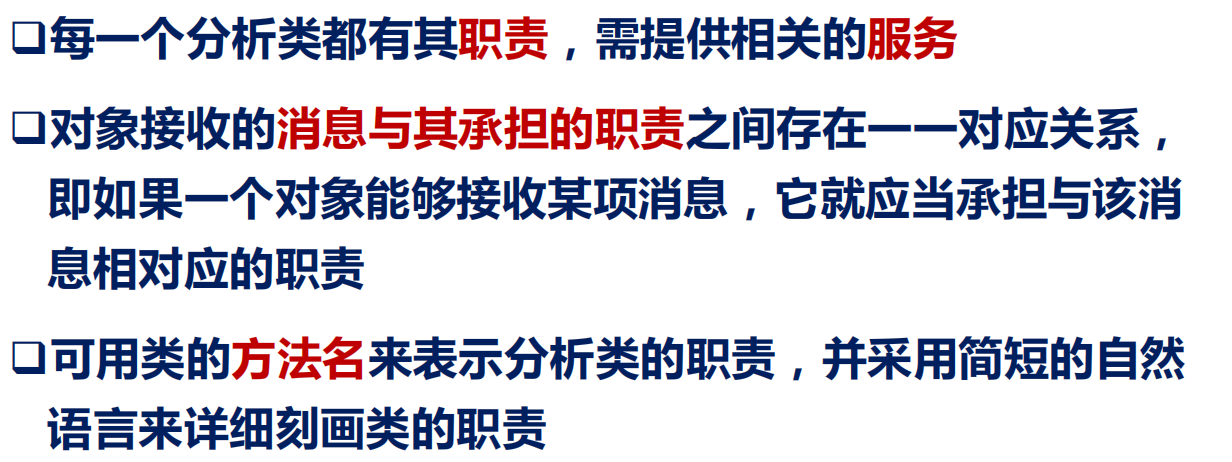 ❑每一个分析类都有其职责，需提供相关的服务
❑对象接收的消息与其承担的职责之间存在一一对应关系，
即如果一个对象能够接收某项消息，它就应当承担与该消
息相对应的职责
❑可用类的方法名来表示分析类的职责，并采用简短的自然
语言来详细刻画类的职责